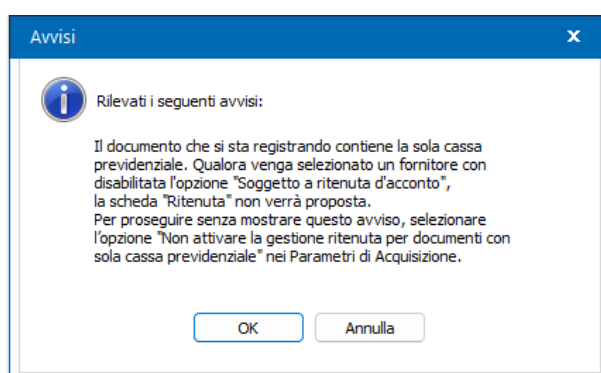 Avvisi
x
Rilevati i seguenti avvisi:
Il documento che si sta registrando contiene la sola cassa
previdenziale. Qualora venga selezionato un fornitore con
disabilitata l'opzione "Soggetto a ritenuta d'acconto",
la scheda "Ritenuta" non verrà proposta.
Per proseguire senza mostrare questo avviso, selezionare
l'opzione "Non attivare la gestione ritenuta per documenti con
sola cassa previdenziale" nei Parametri di Acquisizione.
OK
Annulla